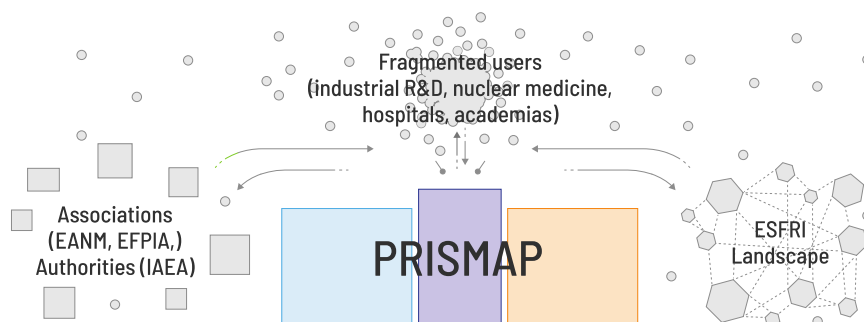 Fragmented users
(industrial R&D, nuclear medicine,
hospitals, academias)
Associations
(EANM, EFPIA,)
Authorities (IAEA)
PRISMAP
ESFRI
Landscape